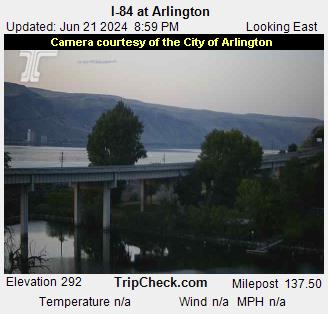 I-84 at Arlington
Updated: Jun 21 2024 8:59 PM Looking East
Camera courtesy of the City of Arlington
Elevation 292 TripCheck.com Milepost 137.50
Temperature n/a Wind n/a MPH n/a